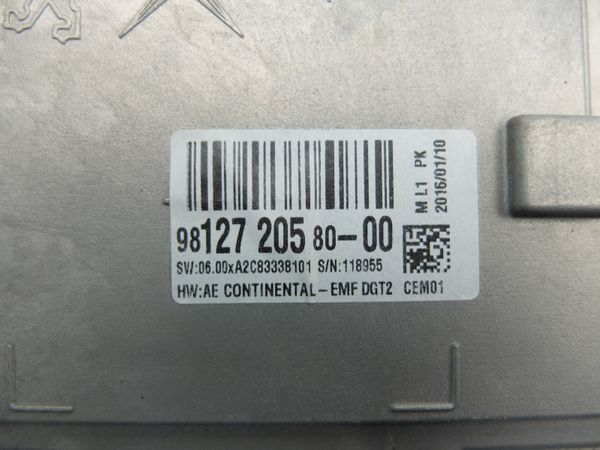 98127 205 80-00
SW:06.00xA2C83338101 S/N:118955
HW:AE CONTINENTAL-EMF DGT2 CEM01
M L1 PK
2016/01/10